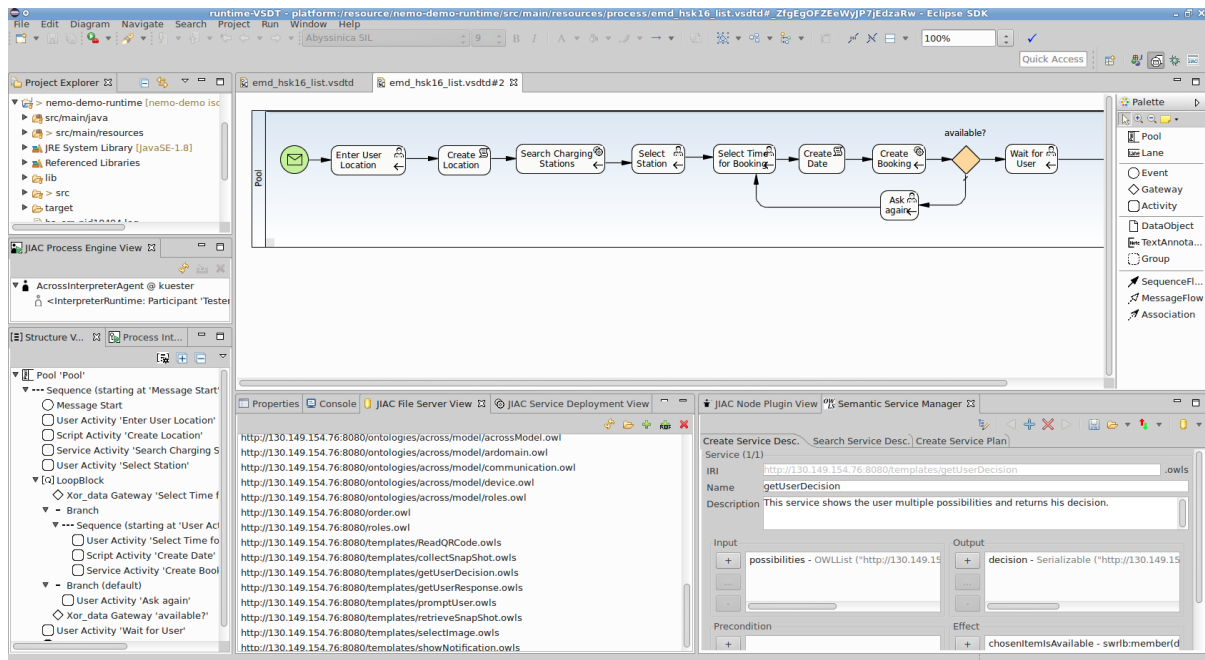 runtime-VSDT - platform:/resource/nemo-demo-runtime/src/main/resources/process/emd_hsk16_list.vsdtd#_ZfgEgOFZEeWyJP7jEdzaRw - Eclipse SDK
File Edit Diagram Navigate Search Project Run Window Help
Abyssinica SIL 9 B I A 100%
Quick Access
Project Explorer
> nemo-demo-runtime [nemo-demo isc
src/main/java
> src/main/resources
JRE System Library [JavaSE-1.8]
Referenced Libraries
lib
> src
target
JIAC Process Engine View
AcrossInterpreterAgent @ kuester
<InterpreterRuntime: Participant 'Tester
Structure V... Process Int...
Pool 'Pool'
Sequence (starting at 'Message Start'
Message Start
User Activity 'Enter User Location'
Script Activity 'Create Location'
Service Activity 'Search Charging S
User Activity 'Select Station'
LoopBlock
Xor_data Gateway 'Select Time f
Branch
Sequence (starting at 'User Act
User Activity 'Select Time fo
Script Activity 'Create Date'
Service Activity 'Create Bool
Branch (default)
User Activity 'Ask again'
Xor_data Gateway 'available?'
User Activity 'Wait for User'
emd_hsk16_list.vsdtd emd_hsk16_list.vsdtd#2
Pool
Enter User
Location
Create
Location
Search Charging
Stations
Select
Station
Select Time
for Booking
Create
Date
Create
Booking
available?
Wait for
User
Ask
again
Palette
Pool
Lane
Event
Gateway
Activity
DataObject
TextAnnota...
Group
SequenceFl...
MessageFlow
Association
Properties Console JIAC File Server View JIAC Service Deployment View
http://130.149.154.76:8080/ontologies/across/model/acrossModel.owl
http://130.149.154.76:8080/ontologies/across/model/ardomain.owl
http://130.149.154.76:8080/ontologies/across/model/communication.owl
http://130.149.154.76:8080/ontologies/across/model/device.owl
http://130.149.154.76:8080/ontologies/across/model/roles.owl
http://130.149.154.76:8080/order.owl
http://130.149.154.76:8080/roles.owl
http://130.149.154.76:8080/templates/ReadQRCode.owls
http://130.149.154.76:8080/templates/collectSnapShot.owls
http://130.149.154.76:8080/templates/getUserDecision.owls
http://130.149.154.76:8080/templates/getUserResponse.owls
http://130.149.154.76:8080/templates/promptUser.owls
http://130.149.154.76:8080/templates/retrieveSnapShot.owls
http://130.149.154.76:8080/templates/selectImage.owls
http://130.149.154.76:8080/templates/showNotification.owls
JIAC Node Plugin View Semantic Service Manager
Create Service Desc. Search Service Desc. Create Service Plan
Service (1/1)
IRI http://130.149.154.76:8080/templates/getUserDecision .owls
Name getUserDecision
Description This service shows the user multiple possibilities and returns his decision.
Input
+ possibilities - OWLList ("http://130.149.15
...
-
Output
+ decision - Serializable ("http://130.149.15
...
-
Precondition
+
Effect
+ chosenItemIsAvailable - swrlb:member(d